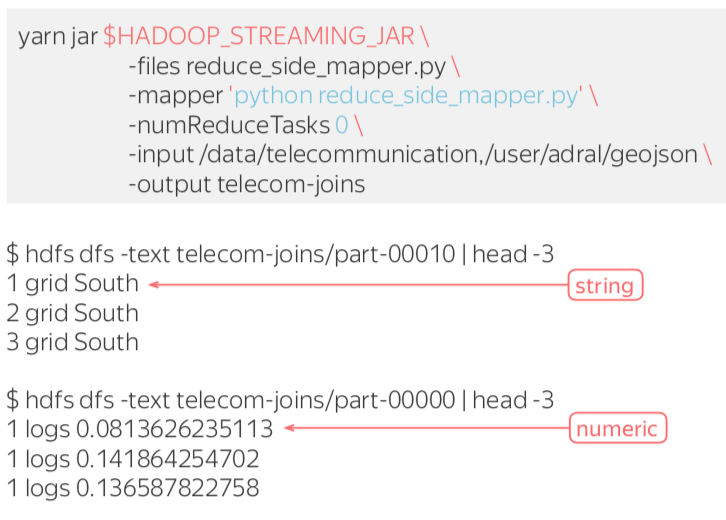 yarn jar $HADOOP_STREAMING_JAR \
-files reduce_side_mapper.py \
-mapper 'python reduce_side_mapper.py' \
-numReduceTasks 0 \
-input /data/telecommunication,/user/adral/geojson \
-output telecom-joins
$ hdfs dfs -text telecom-joins/part-00010 | head -3
1 grid South
string
2 grid South
3 grid South
$ hdfs dfs -text telecom-joins/part-00000 | head -3
1 logs 0.0813626235113
numeric
1 logs 0.141864254702
1 logs 0.136587822758